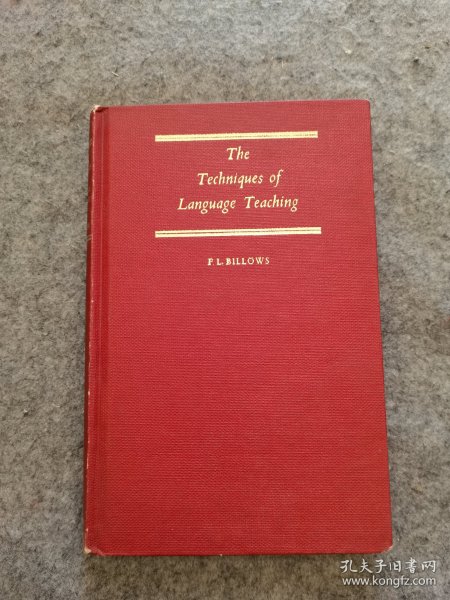 The
Techniques of
Language Teaching
F. L. BILLOWS
孔夫子旧书网
www.kongfz.com